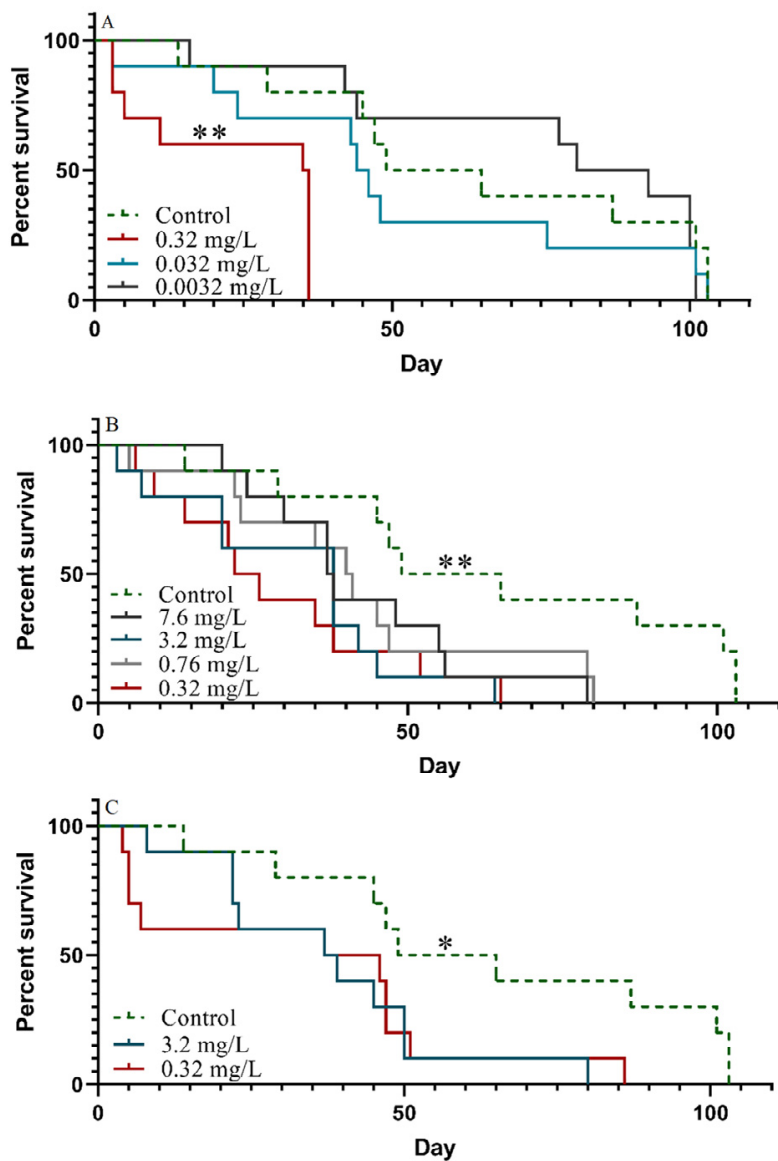 A
Percent survival
100
50
0
**
Control
0.32 mg/L
0.032 mg/L
0.0032 mg/L
0 50 100
Day
B
Percent survival
100
50
0
**
Control
7.6 mg/L
3.2 mg/L
0.76 mg/L
0.32 mg/L
0 50 100
Day
C
Percent survival
100
50
0
*
Control
3.2 mg/L
0.32 mg/L
0 50 100
Day